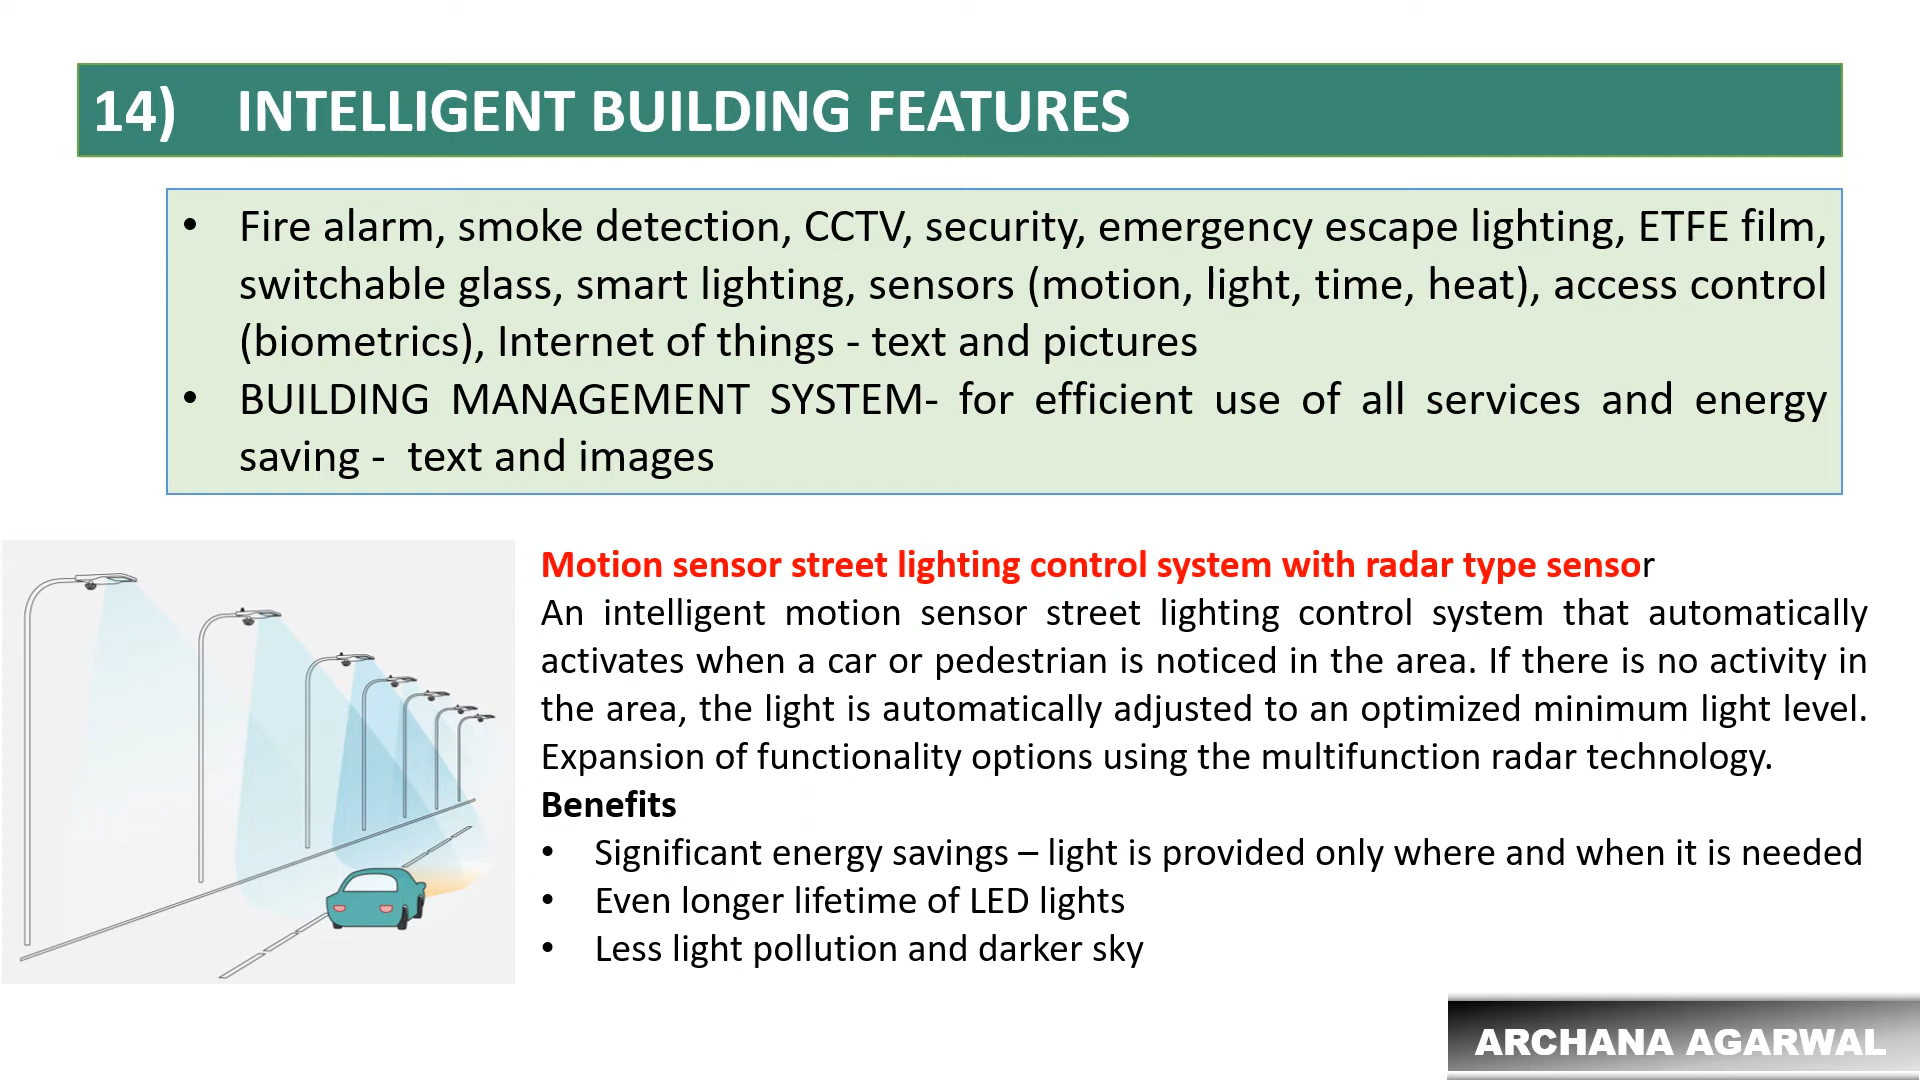 14) INTELLIGENT BUILDING FEATURES
• Fire alarm, smoke detection, CCTV, security, emergency escape lighting, ETFE film,
switchable glass, smart lighting, sensors (motion, light, time, heat), access control
(biometrics), Internet of things - text and pictures
• BUILDING MANAGEMENT SYSTEM- for efficient use of all services and energy
saving - text and images
Motion sensor street lighting control system with radar type sensor
An intelligent motion sensor street lighting control system that automatically
activates when a car or pedestrian is noticed in the area. If there is no activity in
the area, the light is automatically adjusted to an optimized minimum light level.
Expansion of functionality options using the multifunction radar technology.
Benefits
• Significant energy savings – light is provided only where and when it is needed
• Even longer lifetime of LED lights
• Less light pollution and darker sky
ARCHANA AGARWAL